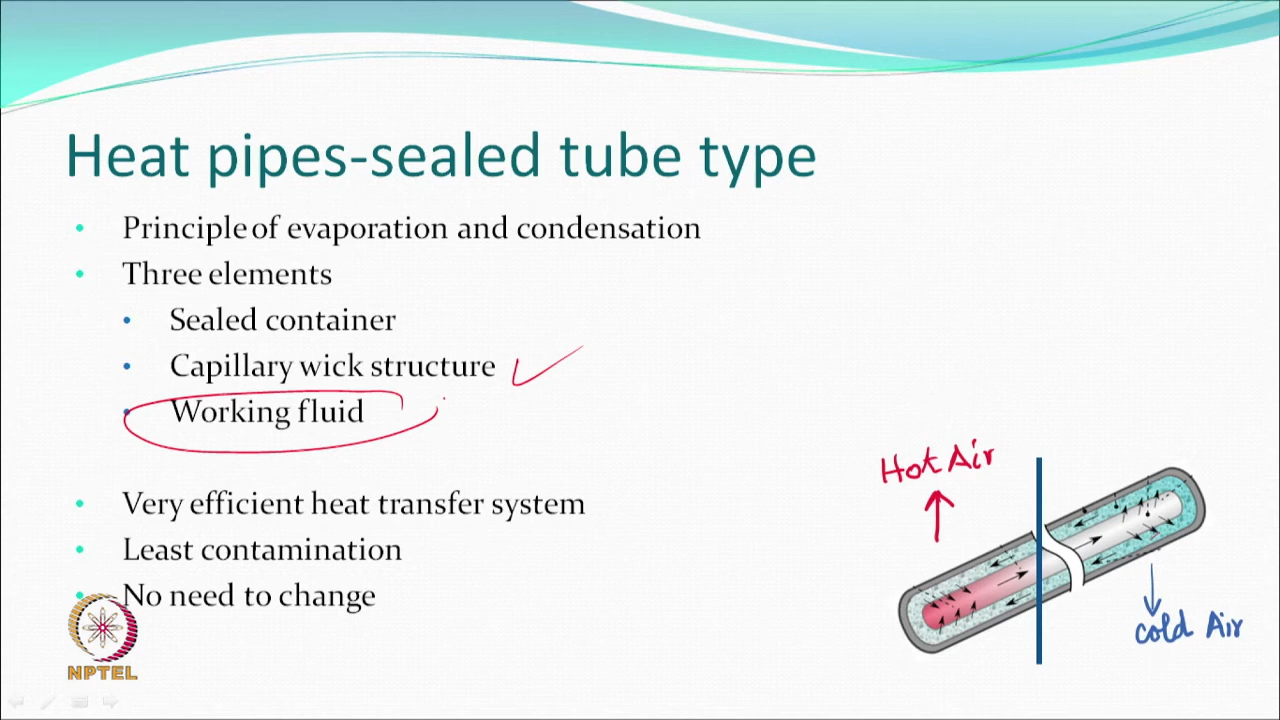 Heat pipes-sealed tube type
Principle of evaporation and condensation
Three elements
Sealed container
Capillary wick structure
Working fluid
Very efficient heat transfer system
Least contamination
No need to change
Hot Air
cold Air
NPTEL